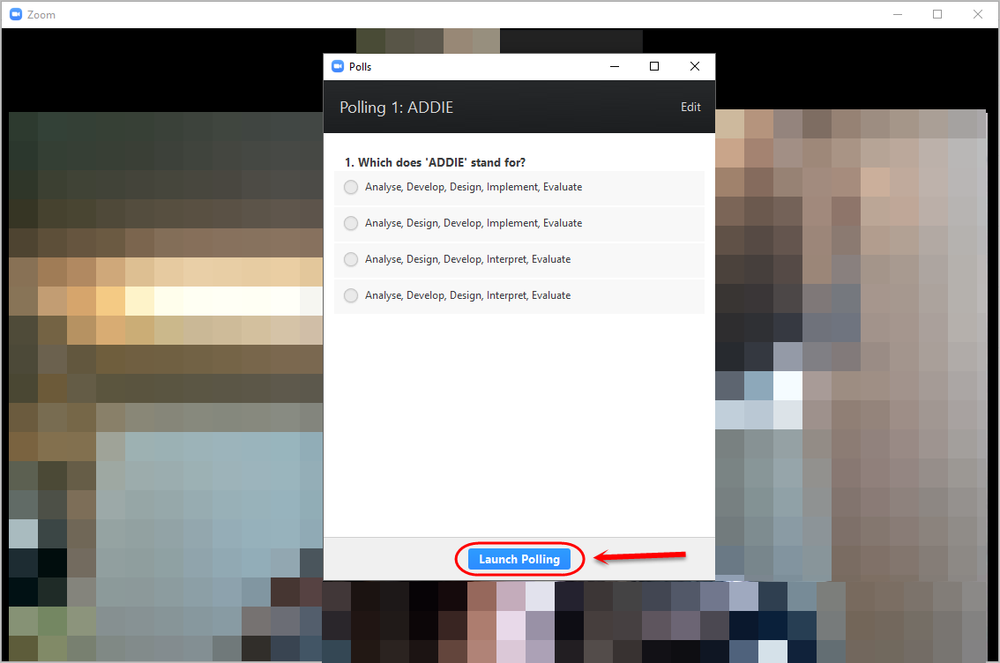 Zoom
Polls
Polling 1: ADDIE
Edit
1. Which does 'ADDIE' stand for?
Analyse, Develop, Design, Implement, Evaluate
Analyse, Design, Develop, Implement, Evaluate
Analyse, Design, Develop, Interpret, Evaluate
Analyse, Develop, Design, Interpret, Evaluate
Launch Polling